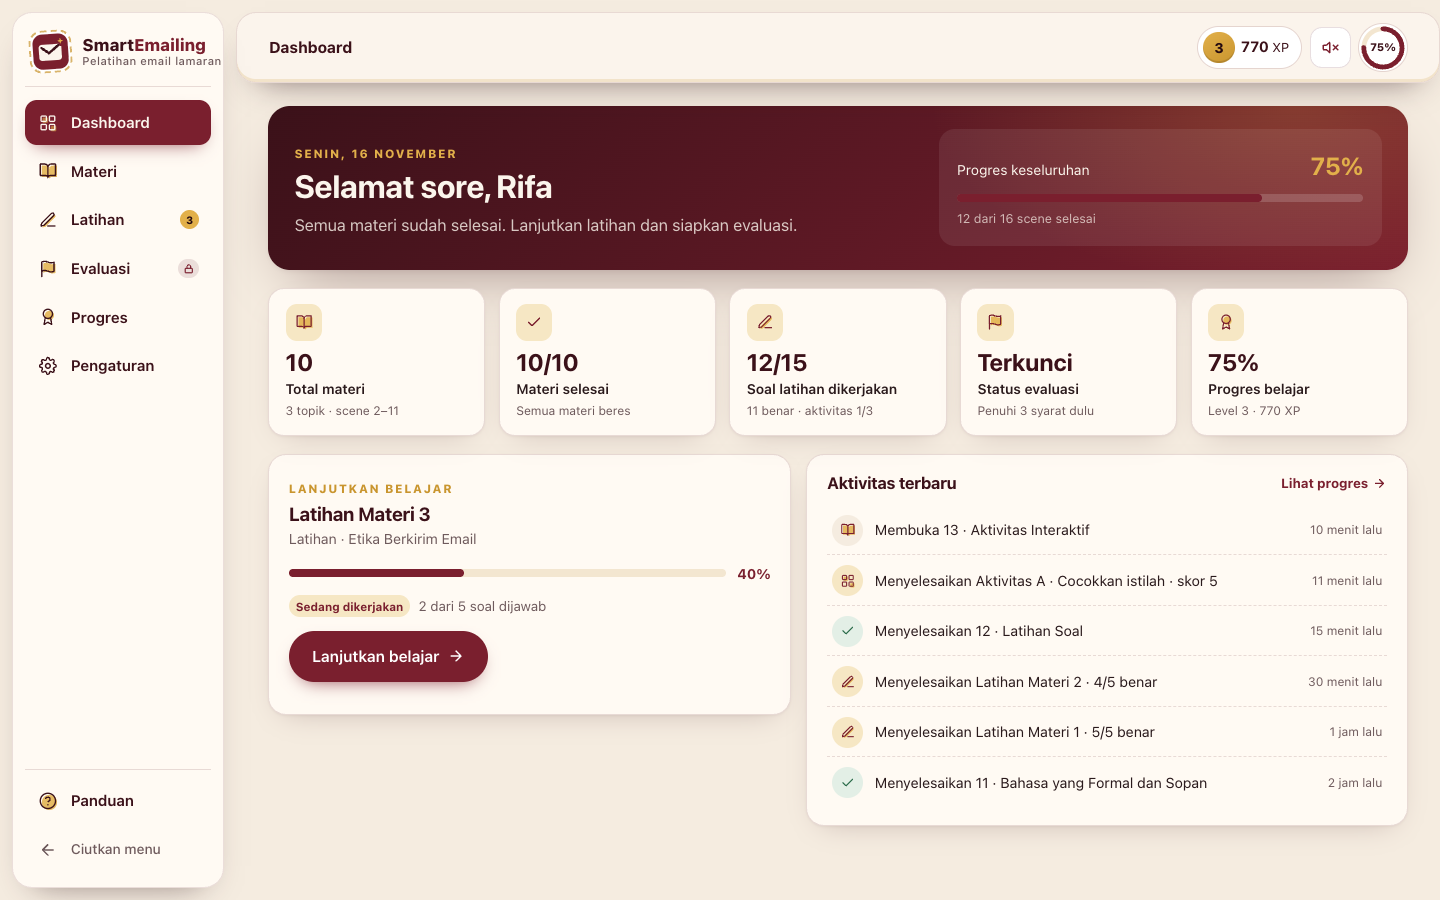 SmartEmailing
Pelatihan email lamaran
Dashboard
Materi
Latihan
3
Evaluasi
Progres
Pengaturan
Panduan
Ciutkan menu
Dashboard
3
770 XP
75%
SENIN, 16 NOVEMBER
Selamat sore, Rifa
Semua materi sudah selesai. Lanjutkan latihan dan siapkan evaluasi.
Progres keseluruhan
75%
12 dari 16 scene selesai
10
Total materi
3 topik · scene 2–11
10/10
Materi selesai
Semua materi beres
12/15
Soal latihan dikerjakan
11 benar · aktivitas 1/3
Terkunci
Status evaluasi
Penuhi 3 syarat dulu
75%
Progres belajar
Level 3 · 770 XP
LANJUTKAN BELAJAR
Latihan Materi 3
Latihan · Etika Berkirim Email
40%
Sedang dikerjakan
2 dari 5 soal dijawab
Lanjutkan belajar →
Aktivitas terbaru
Lihat progres →
Membuka 13 · Aktivitas Interaktif
10 menit lalu
Menyelesaikan Aktivitas A · Cocokkan istilah · skor 5
11 menit lalu
Menyelesaikan 12 · Latihan Soal
15 menit lalu
Menyelesaikan Latihan Materi 2 · 4/5 benar
30 menit lalu
Menyelesaikan Latihan Materi 1 · 5/5 benar
1 jam lalu
Menyelesaikan 11 · Bahasa yang Formal dan Sopan
2 jam lalu